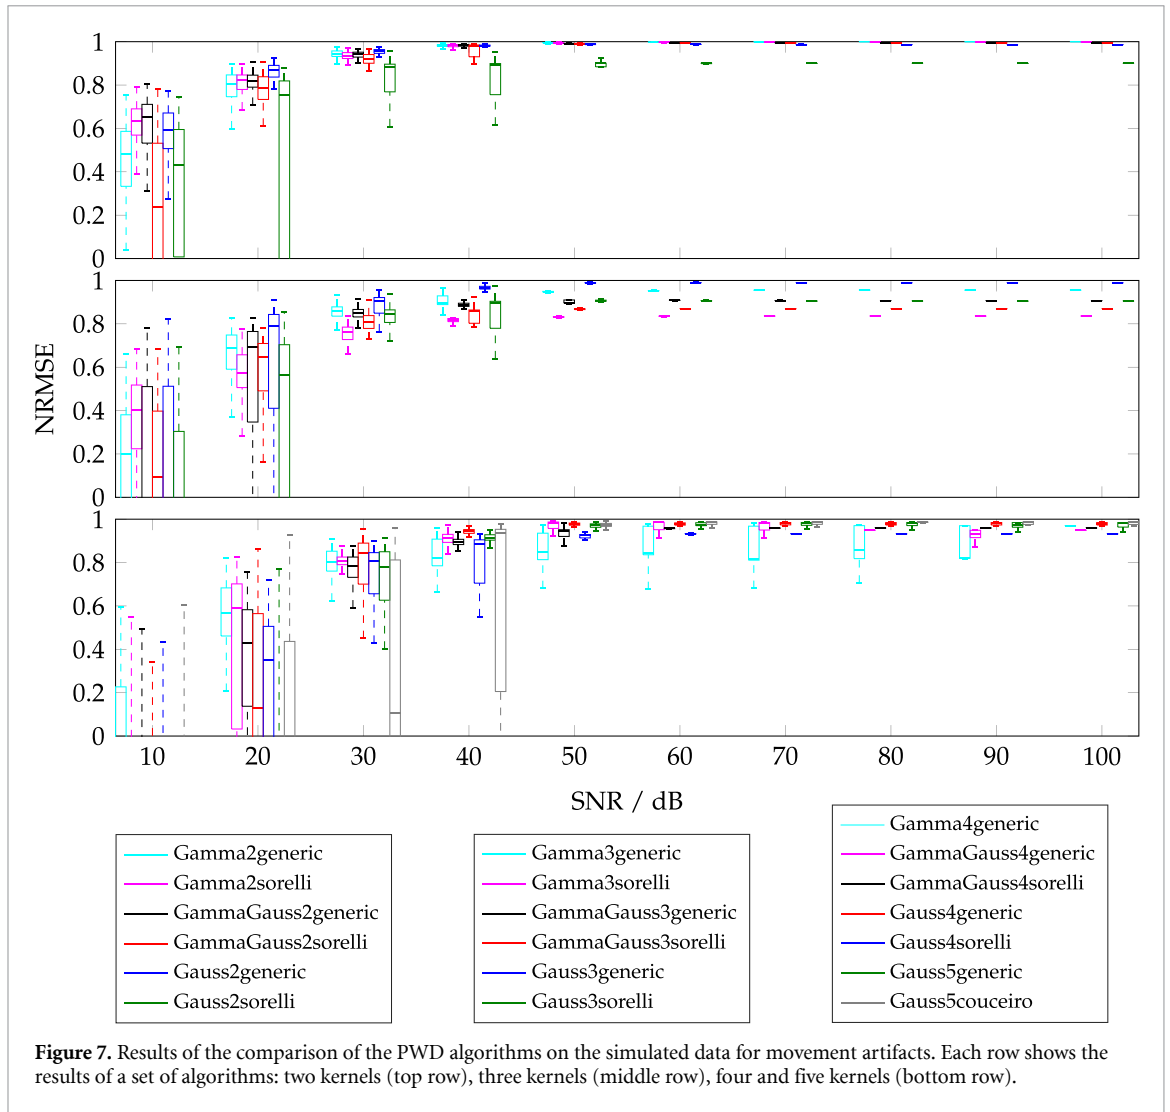 1
0.8
0.6
0.4
0.2
0
1
0.8
0.6
0.4
0.2
0
1
0.8
0.6
0.4
0.2
0
NRMSE
10 20 30 40 50 60 70 80 90 100
SNR / dB
Gamma2generic
Gamma2sorelli
GammaGauss2generic
GammaGauss2sorelli
Gauss2generic
Gauss2sorelli
Gamma3generic
Gamma3sorelli
GammaGauss3generic
GammaGauss3sorelli
Gauss3generic
Gauss3sorelli
Gamma4generic
GammaGauss4generic
GammaGauss4sorelli
Gauss4generic
Gauss4sorelli
Gauss5generic
Gauss5couceiro
Figure 7. Results of the comparison of the PWD algorithms on the simulated data for movement artifacts. Each row shows the
results of a set of algorithms: two kernels (top row), three kernels (middle row), four and five kernels (bottom row).